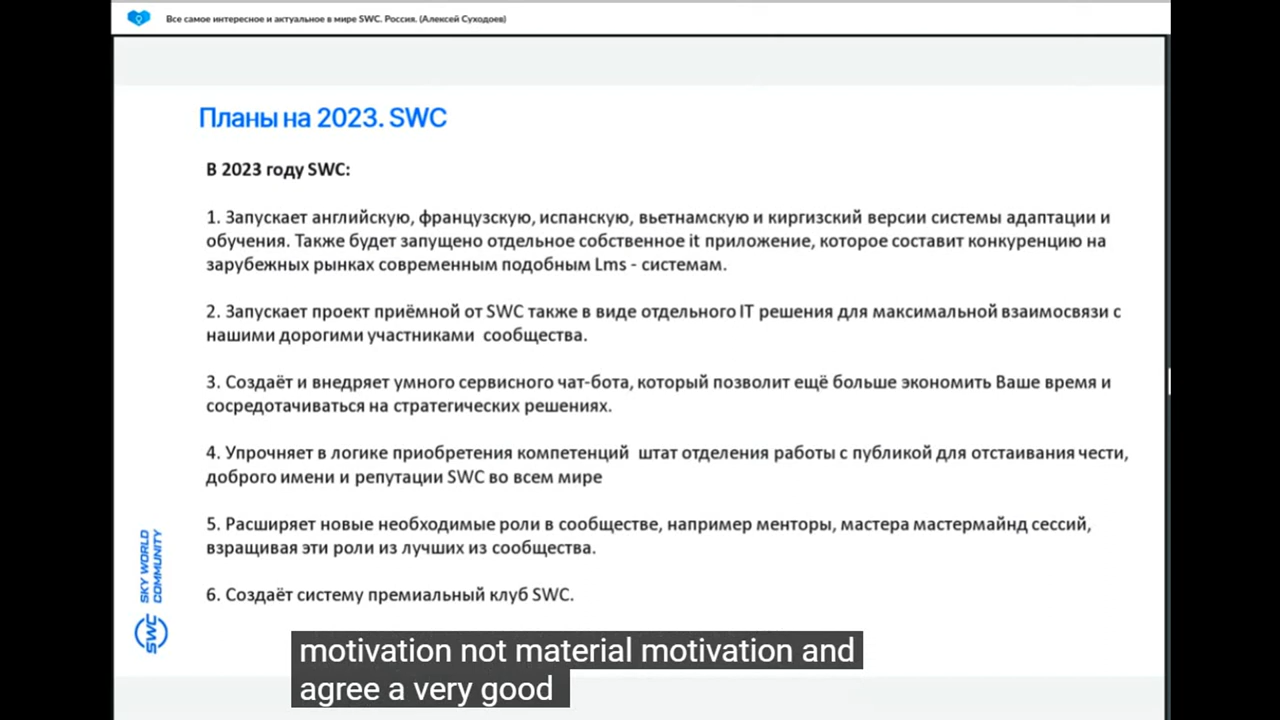 Все самое интересное и актуальное в мире SWC. Россия. (Алексей Суходоев)
Планы на 2023. SWC
В 2023 году SWC:
1. Запускает английскую, французскую, испанскую, вьетнамскую и киргизский версии системы адаптации и
обучения. Также будет запущено отдельное собственное it приложение, которое составит конкуренцию на
зарубежных рынках современным подобным Lms - системам.
2. Запускает проект приёмной от SWC также в виде отдельного IT решения для максимальной взаимосвязи с
нашими дорогими участниками сообщества.
3. Создаёт и внедряет умного сервисного чат-бота, который позволит ещё больше экономить Ваше время и
сосредотачиваться на стратегических решениях.
4. Упрочняет в логике приобретения компетенций штат отделения работы с публикой для отстаивания чести,
доброго имени и репутации SWC во всем мире
5. Расширяет новые необходимые роли в сообществе, например менторы, мастера мастермайнд сессий,
взращивая эти роли из лучших из сообщества.
6. Создаёт систему премиальный клуб SWC.
SKY WORLD
COMMUNITY
SWC
motivation not material motivation and
agree a very good